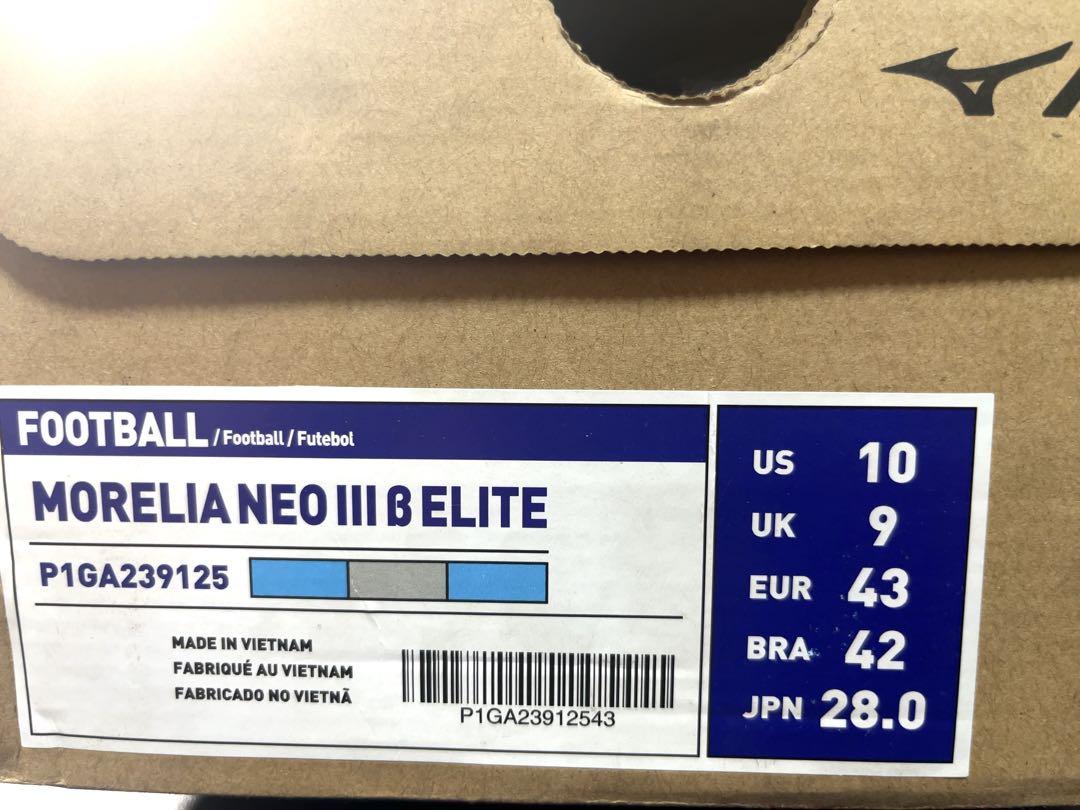 FOOTBALL / Football / Futebol
MORELIA NEO III β ELITE
P1GA239125
MADE IN VIETNAM
FABRIQUÉ AU VIETNAM
FABRICADO NO VIETNÃ
P1GA23912543
US 10
UK 9
EUR 43
BRA 42
JPN 28.0